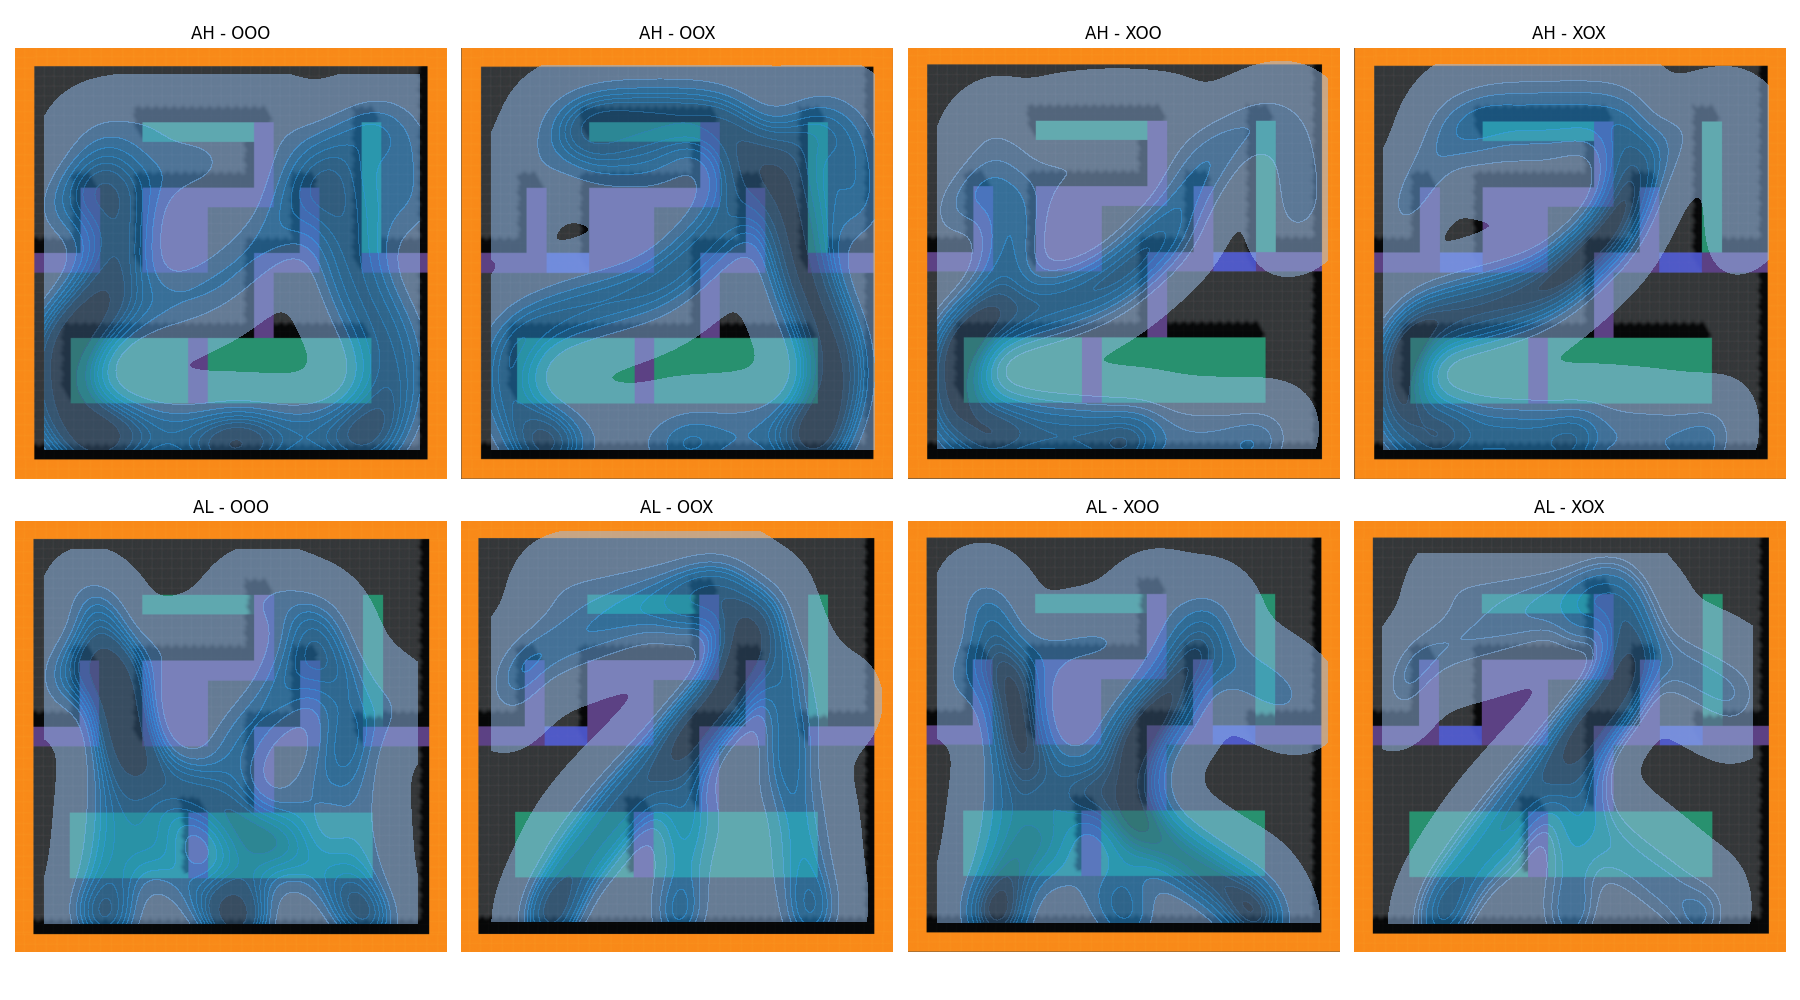 AH - OOO
AH - OOX
AH - XOO
AH - XOX
AL - OOO
AL - OOX
AL - XOO
AL - XOX